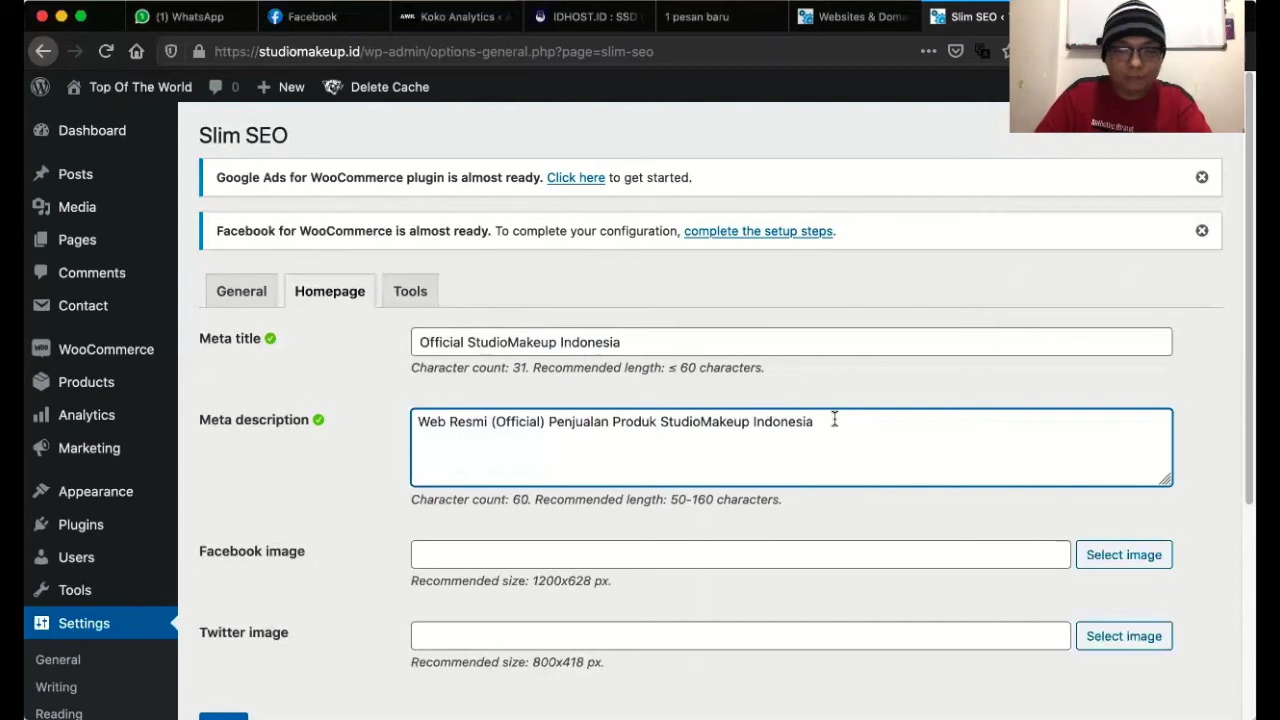 (1) WhatsApp
Facebook
AWK Koko Analytics ‹
IDHOST.ID : SSD
1 pesan baru
Websites & Doma
Slim SEO ‹
https://studiomakeup.id/wp-admin/options-general.php?page=slim-seo
Top Of The World
0
New
Delete Cache
Dashboard
Posts
Media
Pages
Comments
Contact
WooCommerce
Products
Analytics
Marketing
Appearance
Plugins
Users
Tools
Settings
General
Writing
Reading
Slim SEO
Google Ads for WooCommerce plugin is almost ready. Click here to get started.
Facebook for WooCommerce is almost ready. To complete your configuration, complete the setup steps.
General
Homepage
Tools
Meta title
Official StudioMakeup Indonesia
Character count: 31. Recommended length: ≤ 60 characters.
Meta description
Web Resmi (Official) Penjualan Produk StudioMakeup Indonesia
Character count: 60. Recommended length: 50-160 characters.
Facebook image
Select image
Recommended size: 1200x628 px.
Twitter image
Select image
Recommended size: 800x418 px.